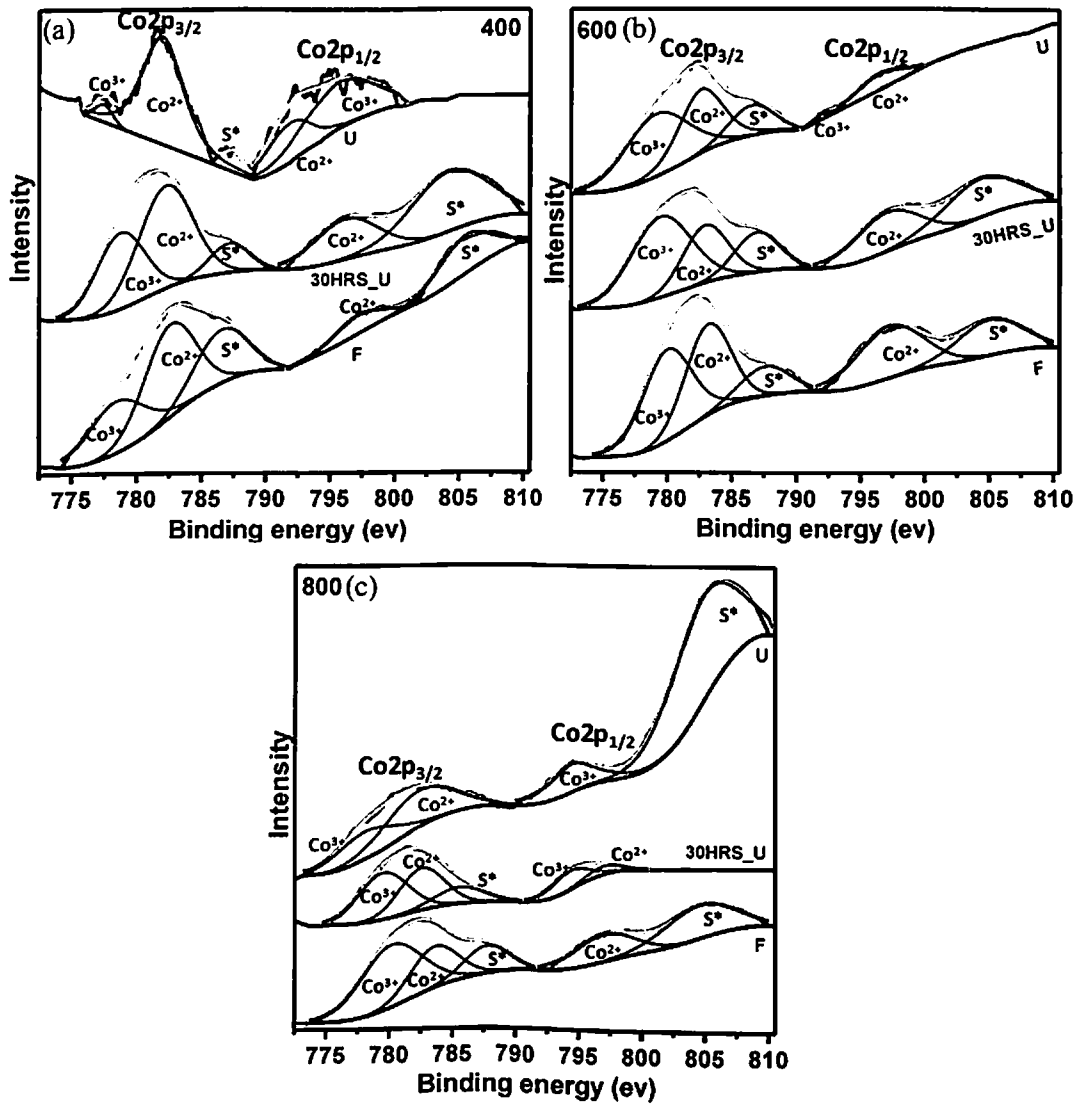 (a)
Co2p3/2
400
Co2p1/2
Co³⁺
Co²⁺
S*
Co³⁺
U
Co²⁺
S*
Co²⁺
Co²⁺
S*
Co³⁺
30HRS_U
S*
Co²⁺
Co²⁺
S*
F
Co³⁺
Intensity
775 780 785 790 795 800 805 810
Binding energy (ev)
600 (b)
U
Co2p3/2
Co2p1/2
Co²⁺
S*
Co²⁺
Co³⁺
Co³⁺
S*
Co³⁺
S*
Co²⁺
30HRS_U
Co²⁺
Co²⁺
S*
Co²⁺
S*
F
Co³⁺
Intensity
775 780 785 790 795 800 805 810
Binding energy (ev)
800 (c)
S*
U
Co2p1/2
Co2p3/2
Co³⁺
Co²⁺
Co³⁺
30HRS_U
Co²⁺
Co³⁺
Co²⁺
S*
Co³⁺
S*
S*
Co²⁺
F
Co³⁺
Co²⁺
Intensity
775 780 785 790 795 800 805 810
Binding energy (ev)